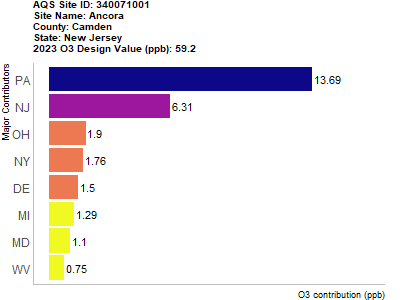 AQS Site ID: 340071001
Site Name: Ancora
County: Camden
State: New Jersey
2023 O3 Design Value (ppb): 59.2
Major Contributors
PA 13.69
NJ 6.31
OH 1.9
NY 1.76
DE 1.5
MI 1.29
MD 1.1
WV 0.75
O3 contribution (ppb)